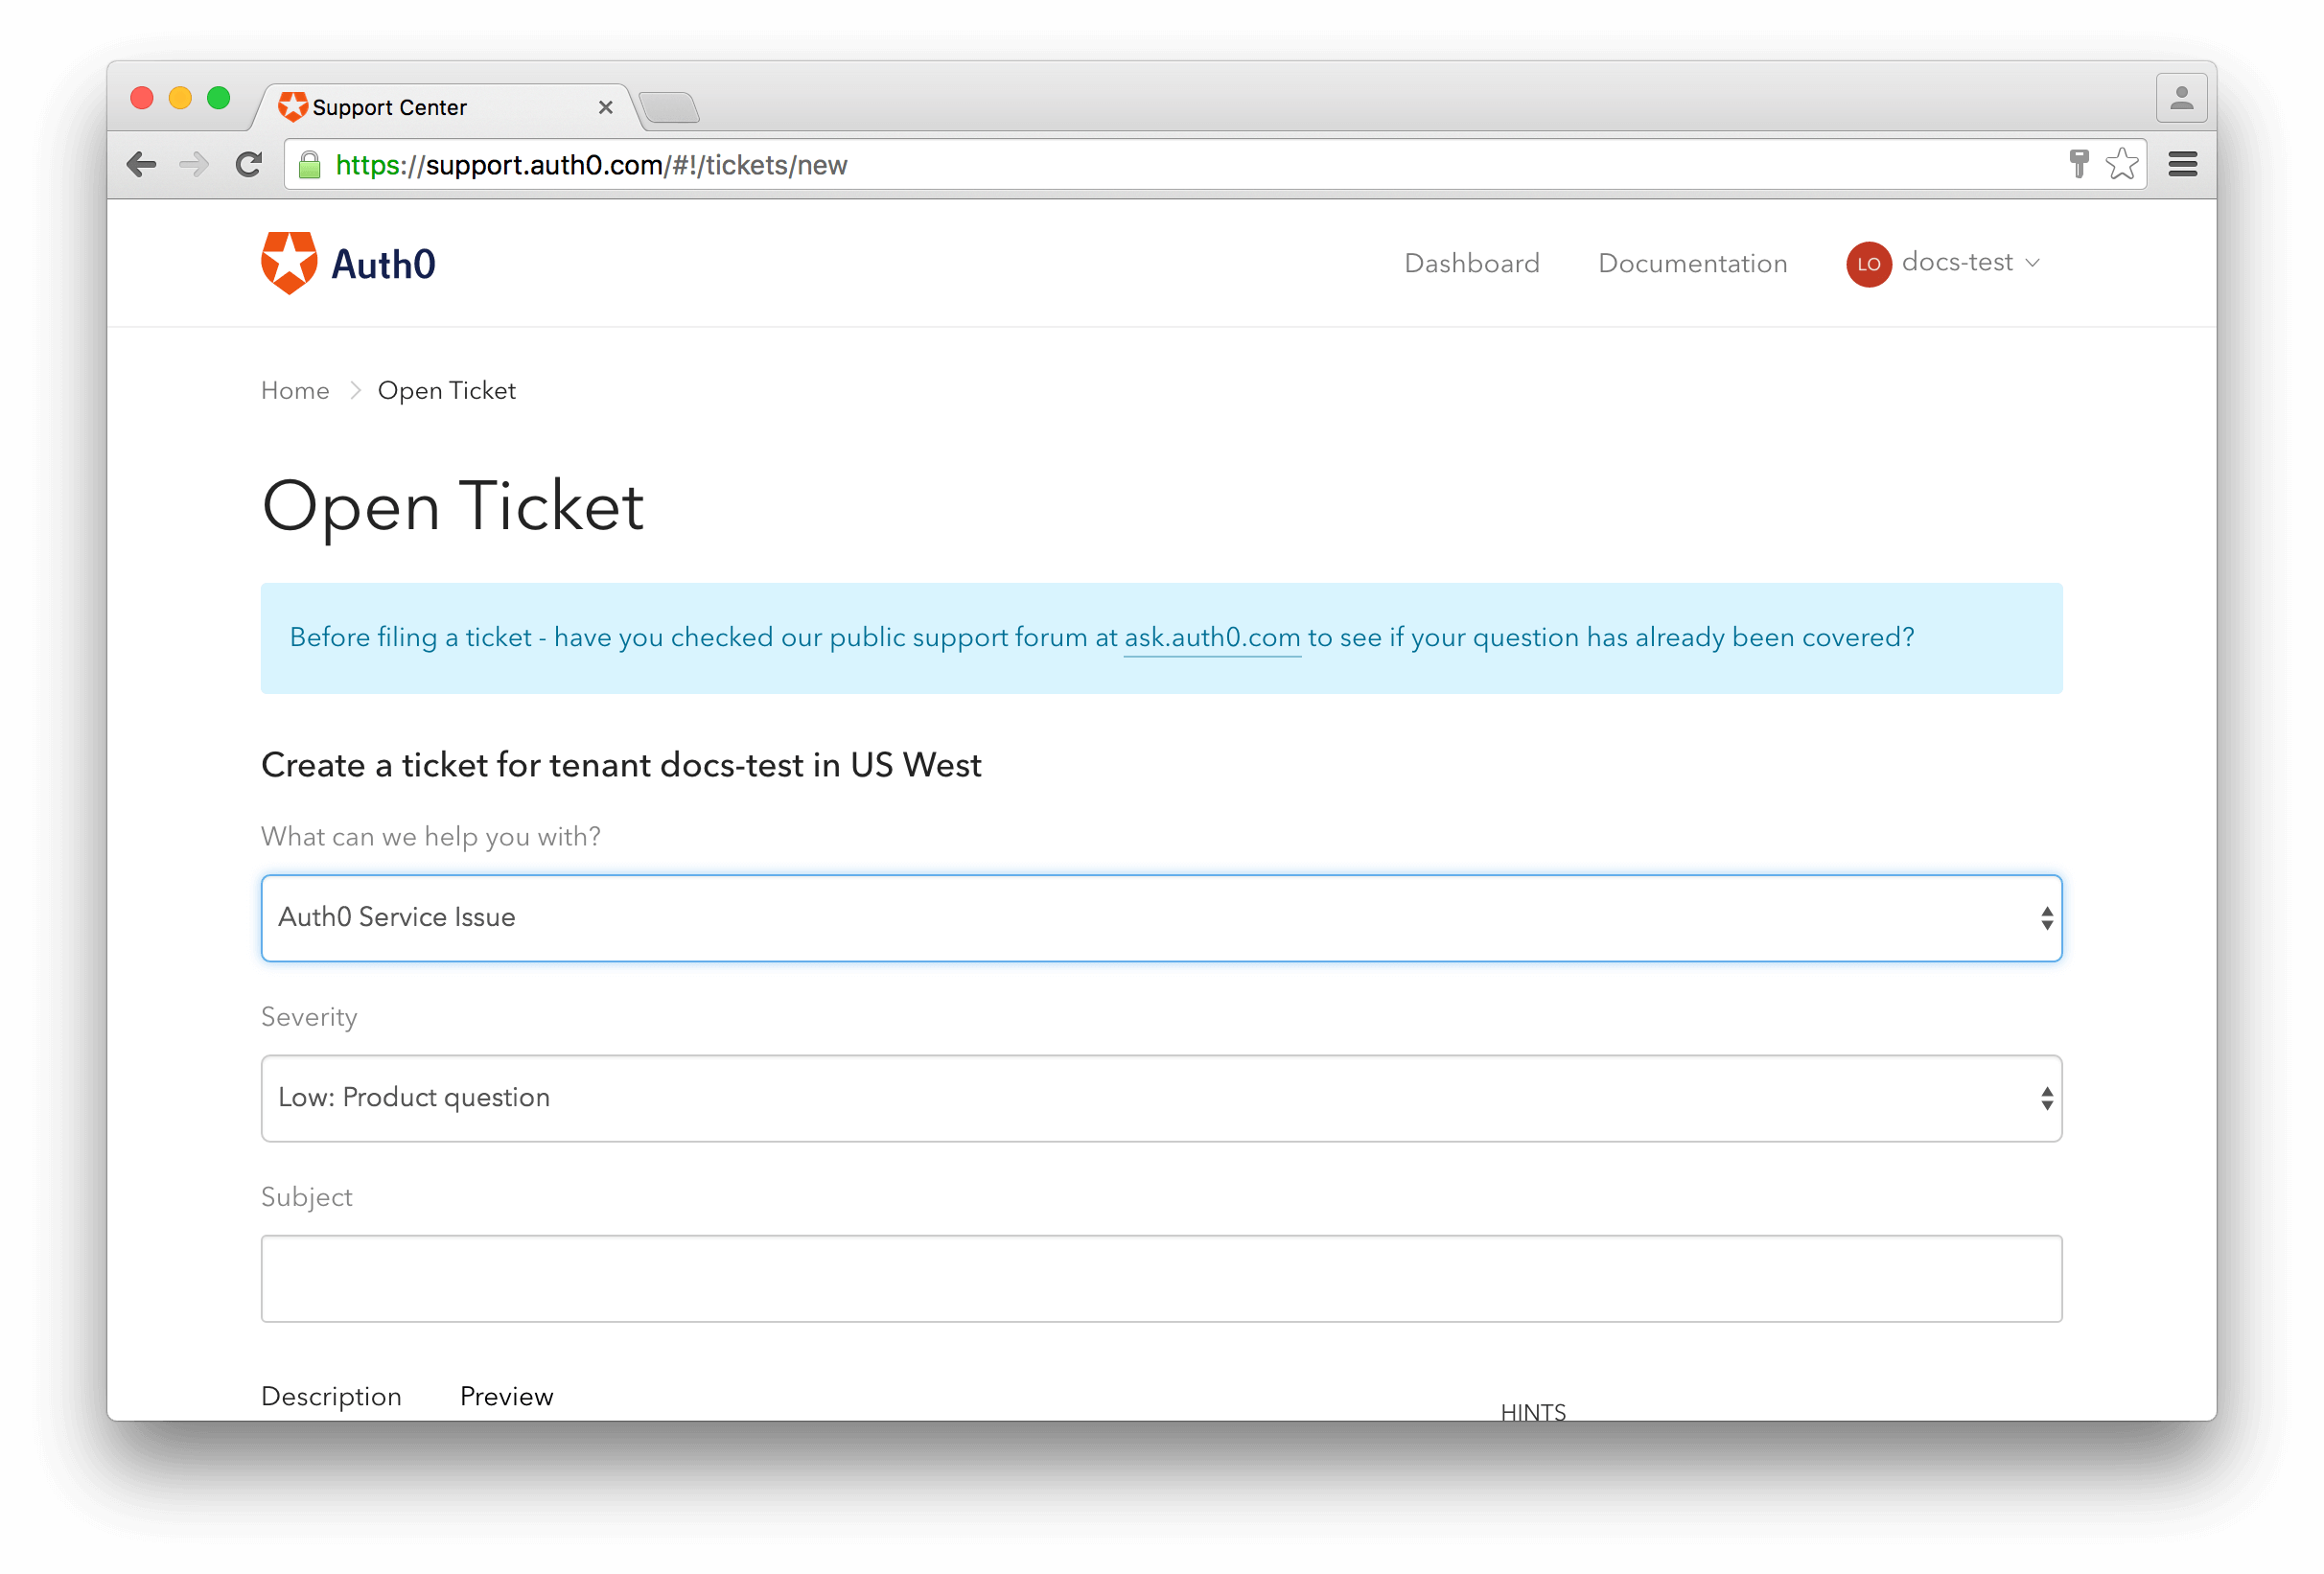 Support Center
https://support.auth0.com/#!/tickets/new
Auth0
Dashboard Documentation LO docs-test
Home Open Ticket
Open Ticket
Before filing a ticket - have you checked our public support forum at ask.auth0.com to see if your question has already been covered?
Create a ticket for tenant docs-test in US West
What can we help you with?
Auth0 Service Issue
Severity
Low: Product question
Subject
Description Preview
HINTS